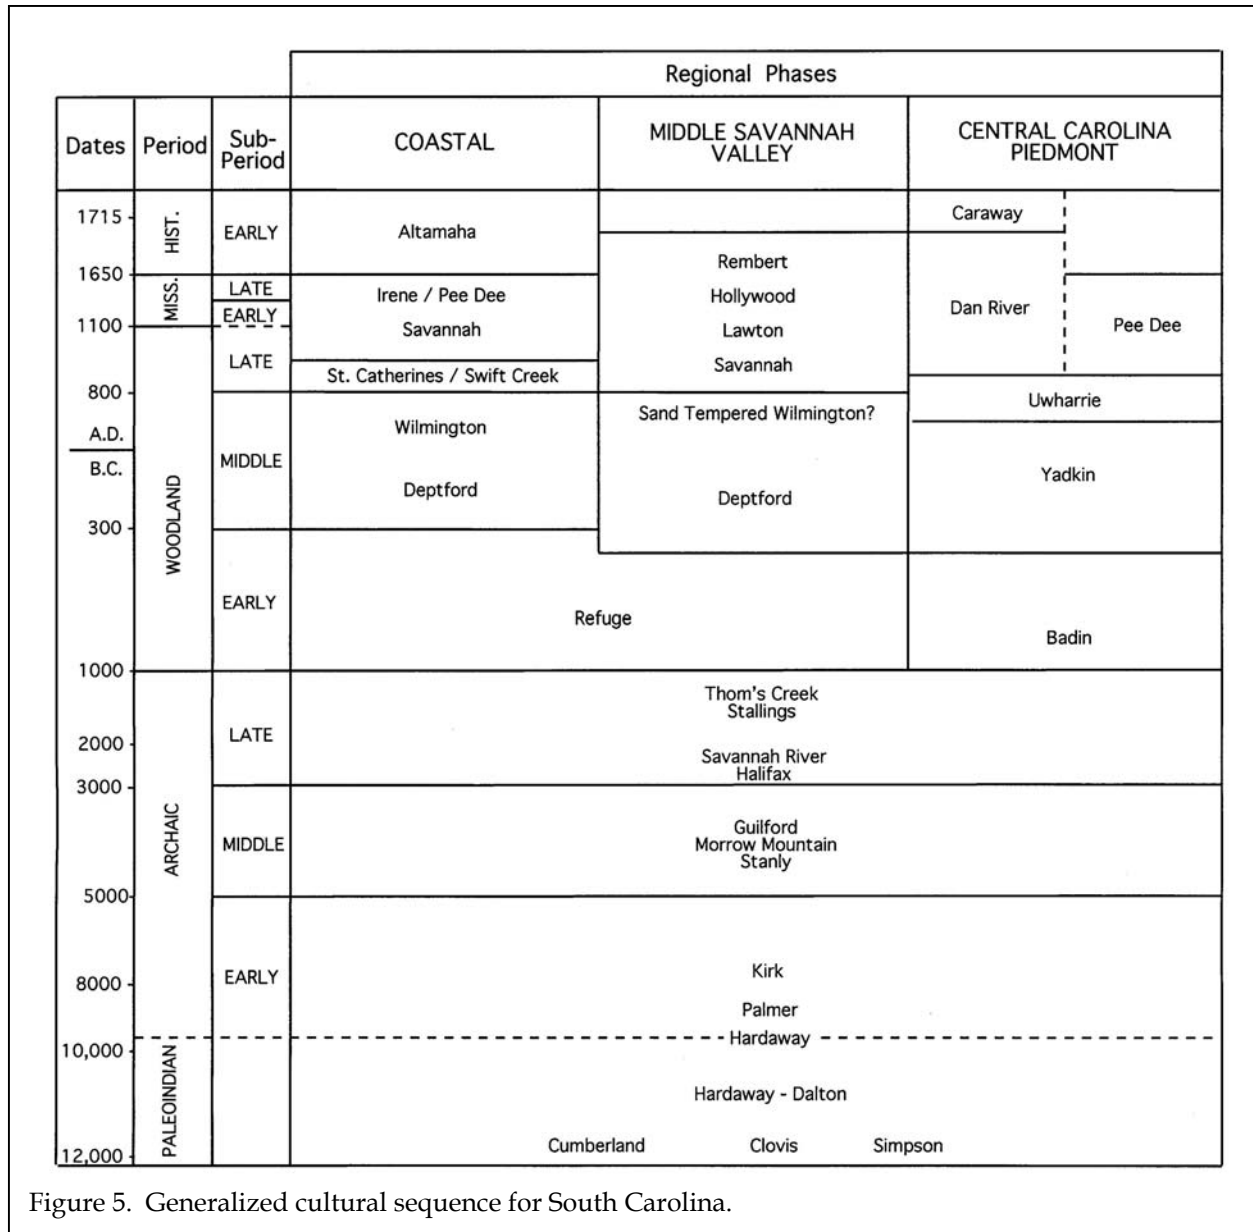 Regional Phases
Dates
Period
Sub-
Period
COASTAL
MIDDLE SAVANNAH
VALLEY
CENTRAL CAROLINA
PIEDMONT
1715
HIST.
EARLY
Altamaha
Caraway
1650
MISS.
LATE
EARLY
Irene / Pee Dee
Savannah
Rembert
Hollywood
Lawton
Savannah
Dan River
Pee Dee
1100
WOODLAND
LATE
St. Catherines / Swift Creek
Uwharrie
800
A.D.
B.C.
MIDDLE
Wilmington
Deptford
Sand Tempered Wilmington?
Deptford
Yadkin
300
EARLY
Refuge
Badin
1000
ARCHAIC
LATE
Thom's Creek
Stallings
2000
Savannah River
Halifax
3000
MIDDLE
Guilford
Morrow Mountain
Stanly
5000
EARLY
Kirk
8000
Palmer
Hardaway
10,000
PALEOINDIAN
Hardaway - Dalton
Cumberland
Clovis
Simpson
12,000
Figure 5. Generalized cultural sequence for South Carolina.